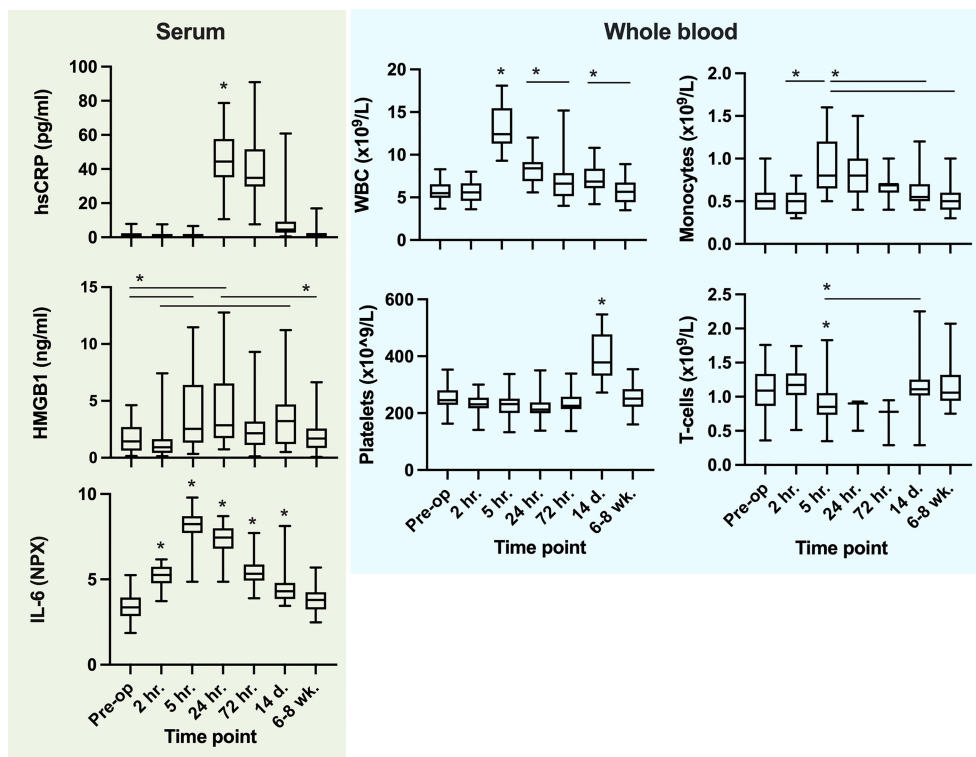 Serum
hsCRP (pg/ml)
100
80
60
40
20
0
*
HMGB1 (ng/ml)
15
10
5
0
*
*
IL-6 (NPX)
10
5
0
*
*
*
*
*
Pre-op
2 hr.
5 hr.
24 hr.
72 hr.
14 d.
6-8 wk.
Time point
Whole blood
WBC (x10⁹/L)
20
15
10
5
0
*
*
*
Monocytes (x10⁹/L)
2.0
1.5
1.0
0.5
0.0
*
*
Platelets (x10^9/L)
600
400
200
0
*
Pre-op
2 hr.
5 hr.
24 hr.
72 hr.
14 d.
6-8 wk.
Time point
T-cells (x10⁹/L)
2.5
2.0
1.5
1.0
0.5
0.0
*
*
Pre-op
2 hr.
5 hr.
24 hr.
72 hr.
14 d.
6-8 wk.
Time point